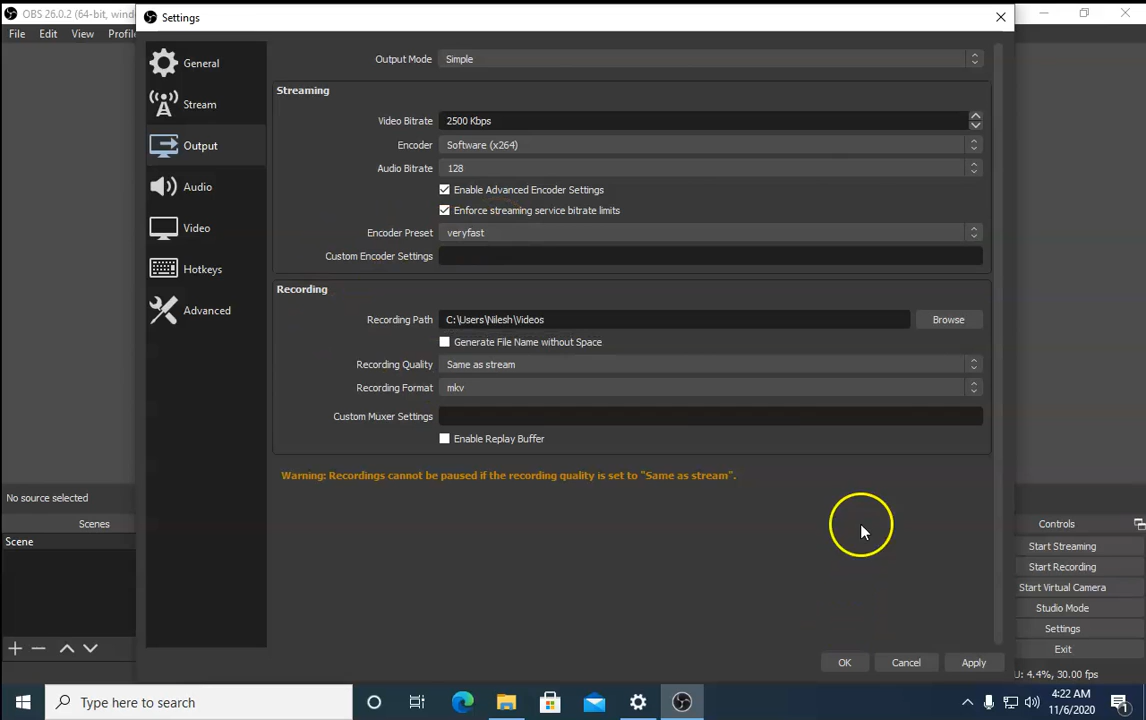 OBS 26.0.2 (64-bit, wind
Settings
File Edit View Profil
General
Stream
Output
Audio
Video
Hotkeys
Advanced
Output Mode Simple
Streaming
Video Bitrate 2500 Kbps
Encoder Software (x264)
Audio Bitrate 128
Enable Advanced Encoder Settings
Enforce streaming service bitrate limits
Encoder Preset veryfast
Custom Encoder Settings
Recording
Recording Path C:\Users\Nilesh\Videos Browse
Generate File Name without Space
Recording Quality Same as stream
Recording Format mkv
Custom Muxer Settings
Enable Replay Buffer
Warning: Recordings cannot be paused if the recording quality is set to "Same as stream".
No source selected
Scenes
Scene
Controls
Start Streaming
Start Recording
Start Virtual Camera
Studio Mode
Settings
Exit
OK Cancel Apply
U: 4.4%, 30.00 fps
Type here to search
4:22 AM
11/6/2020
1